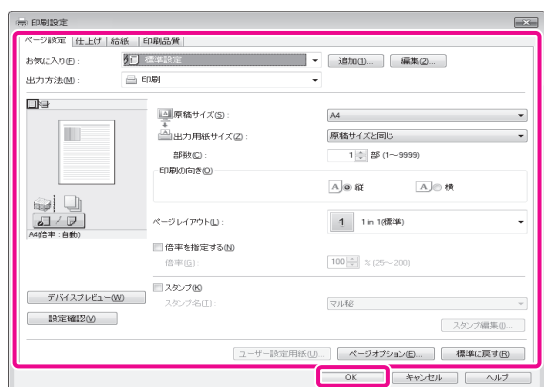 印刷設定
ページ設定 仕上げ 給紙 印刷品質
お気に入り(F): 標準設定 追加(1)... 編集(2)...
出力方法(M): 印刷
原稿サイズ(S): A4
出力用紙サイズ(Z): 原稿サイズと同じ
部数(C): 1 部 (1～9999)
印刷の向き(O)
A 縦 A 横
ページレイアウト(L): 1 1 in 1(標準)
A4(倍率:自動)
倍率を指定する(N)
倍率(G): 100 % (25～200)
スタンプ(K)
デバイスプレビュー(W) スタンプ名(I): マル秘
設定確認(V) スタンプ編集(J)...
ユーザー設定用紙(U)... ページオプション(E)... 標準に戻す(R)
OK キャンセル ヘルプ